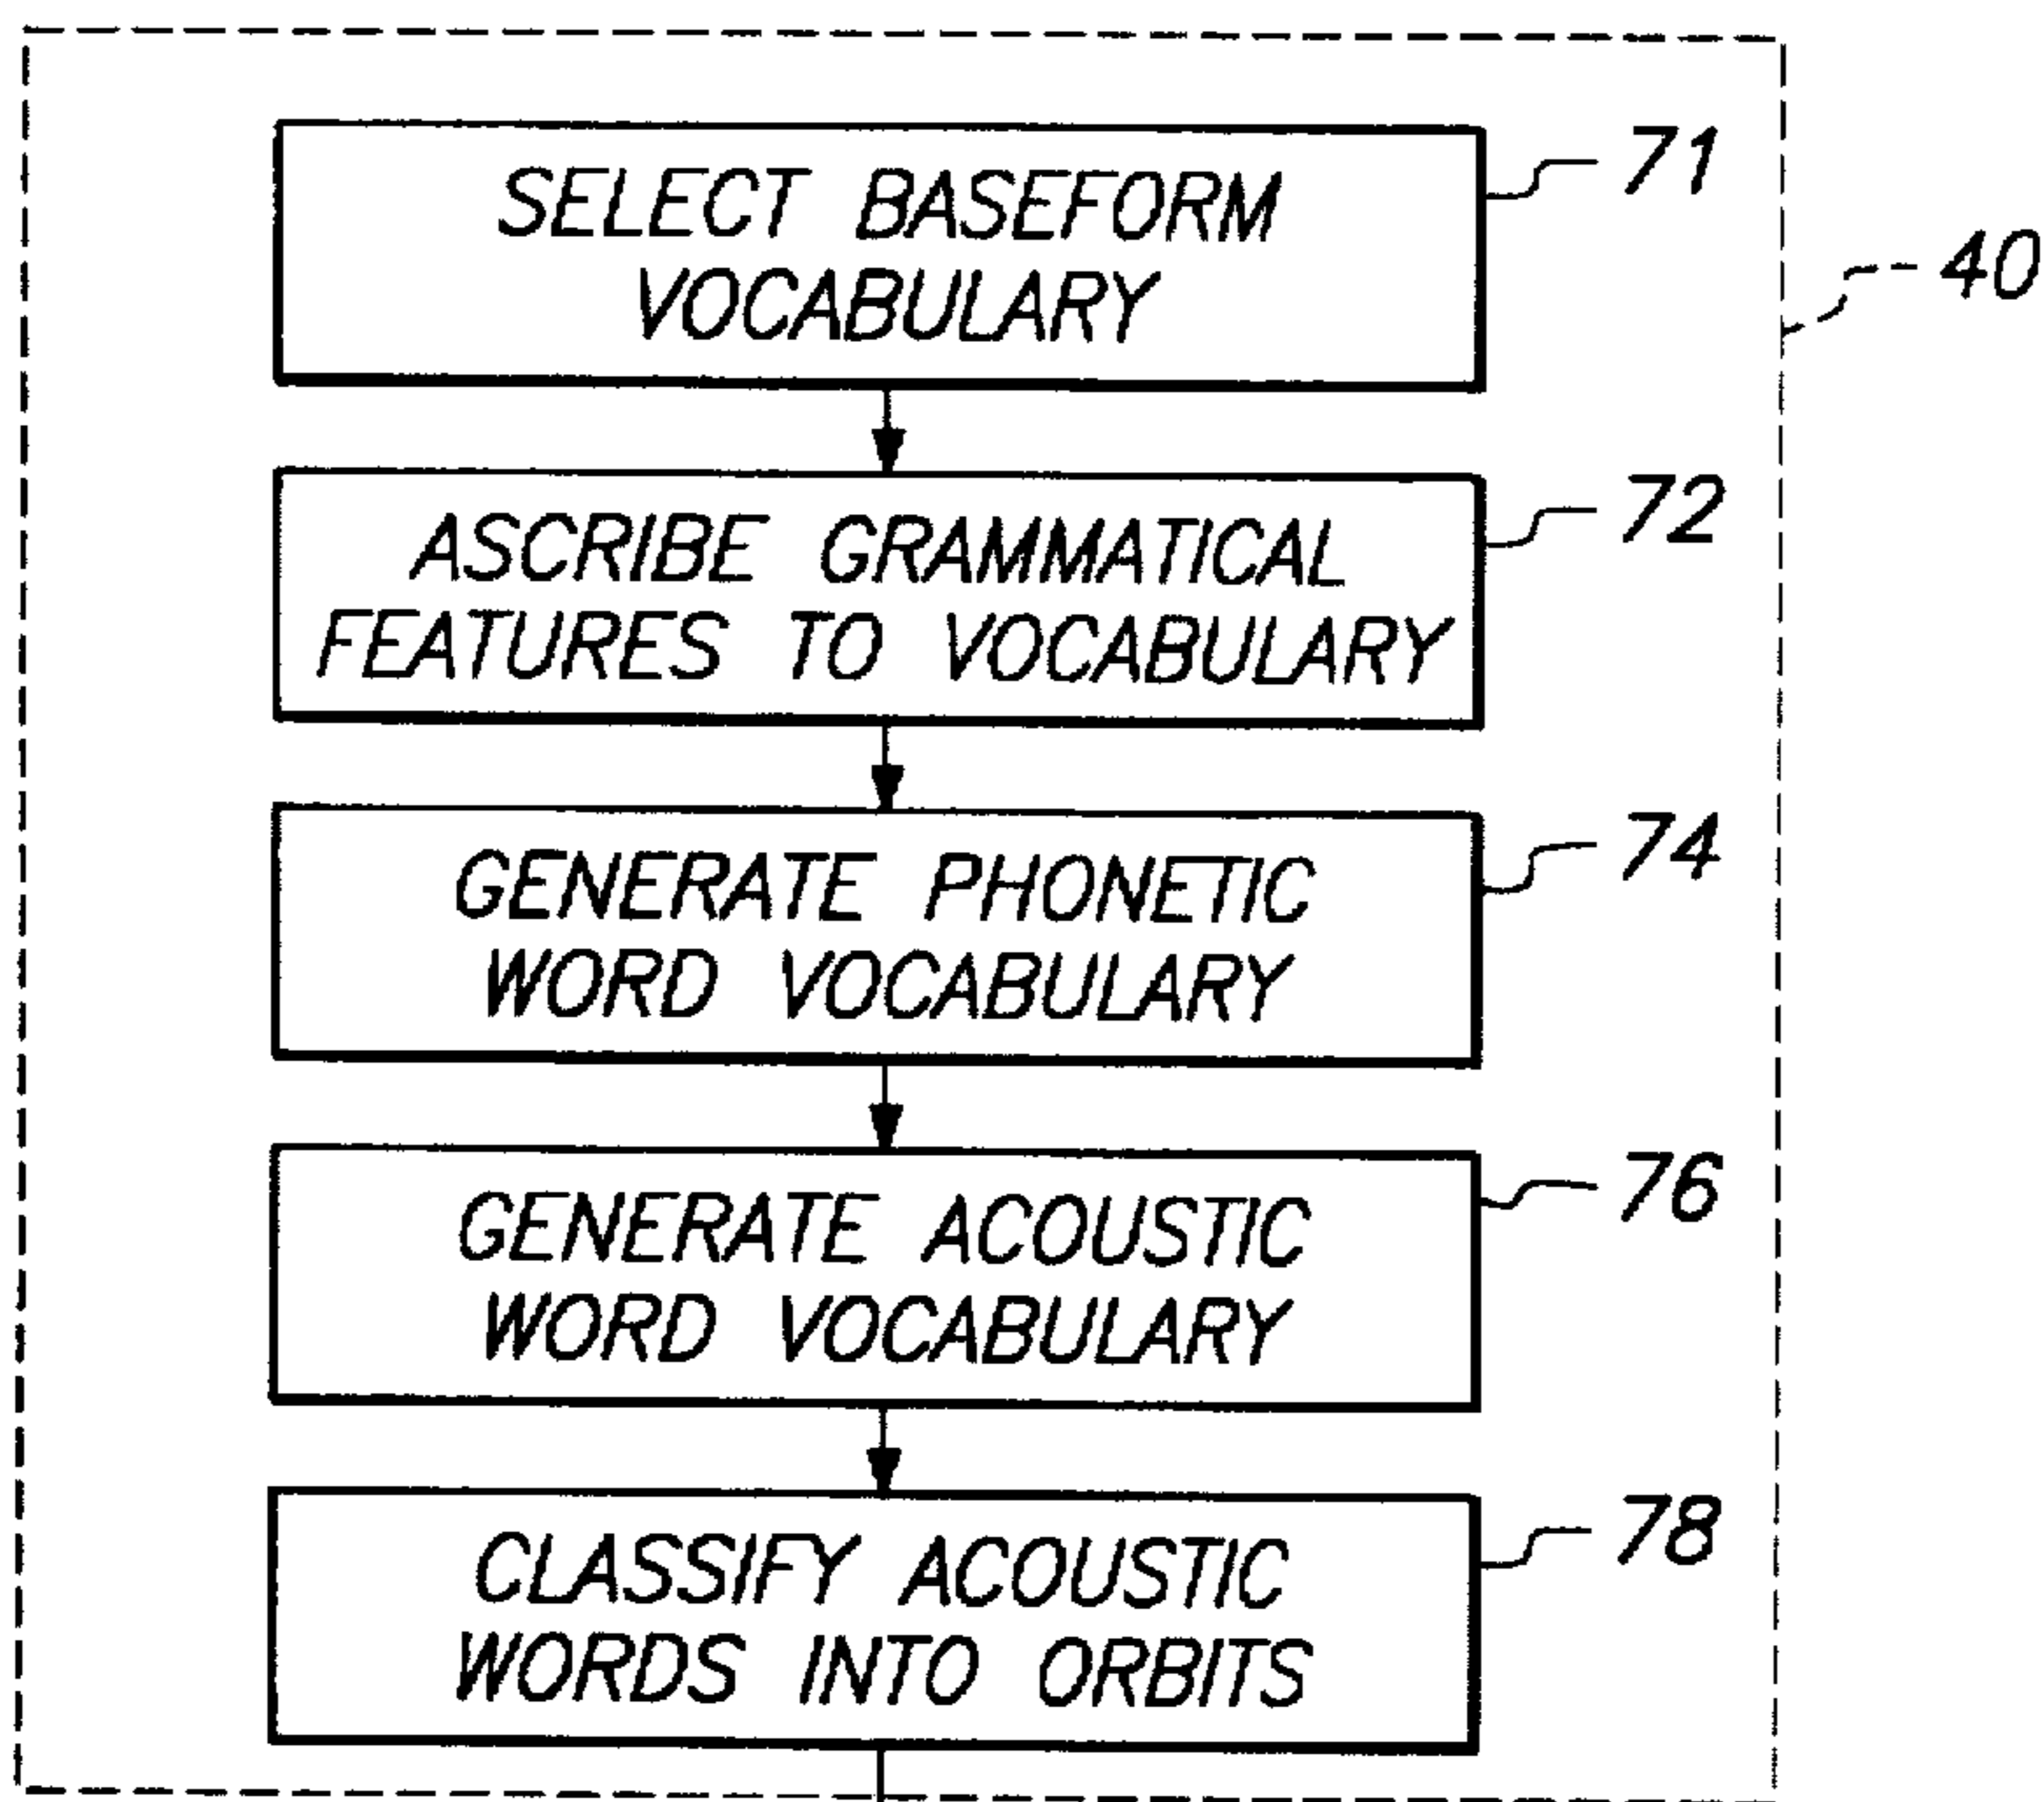 SELECT BASEFORM
VOCABULARY
71
40
ASCRIBE GRAMMATICAL
FEATURES TO VOCABULARY
72
GENERATE PHONETIC
WORD VOCABULARY
74
GENERATE ACOUSTIC
WORD VOCABULARY
76
CLASSIFY ACOUSTIC
WORDS INTO ORBITS
78